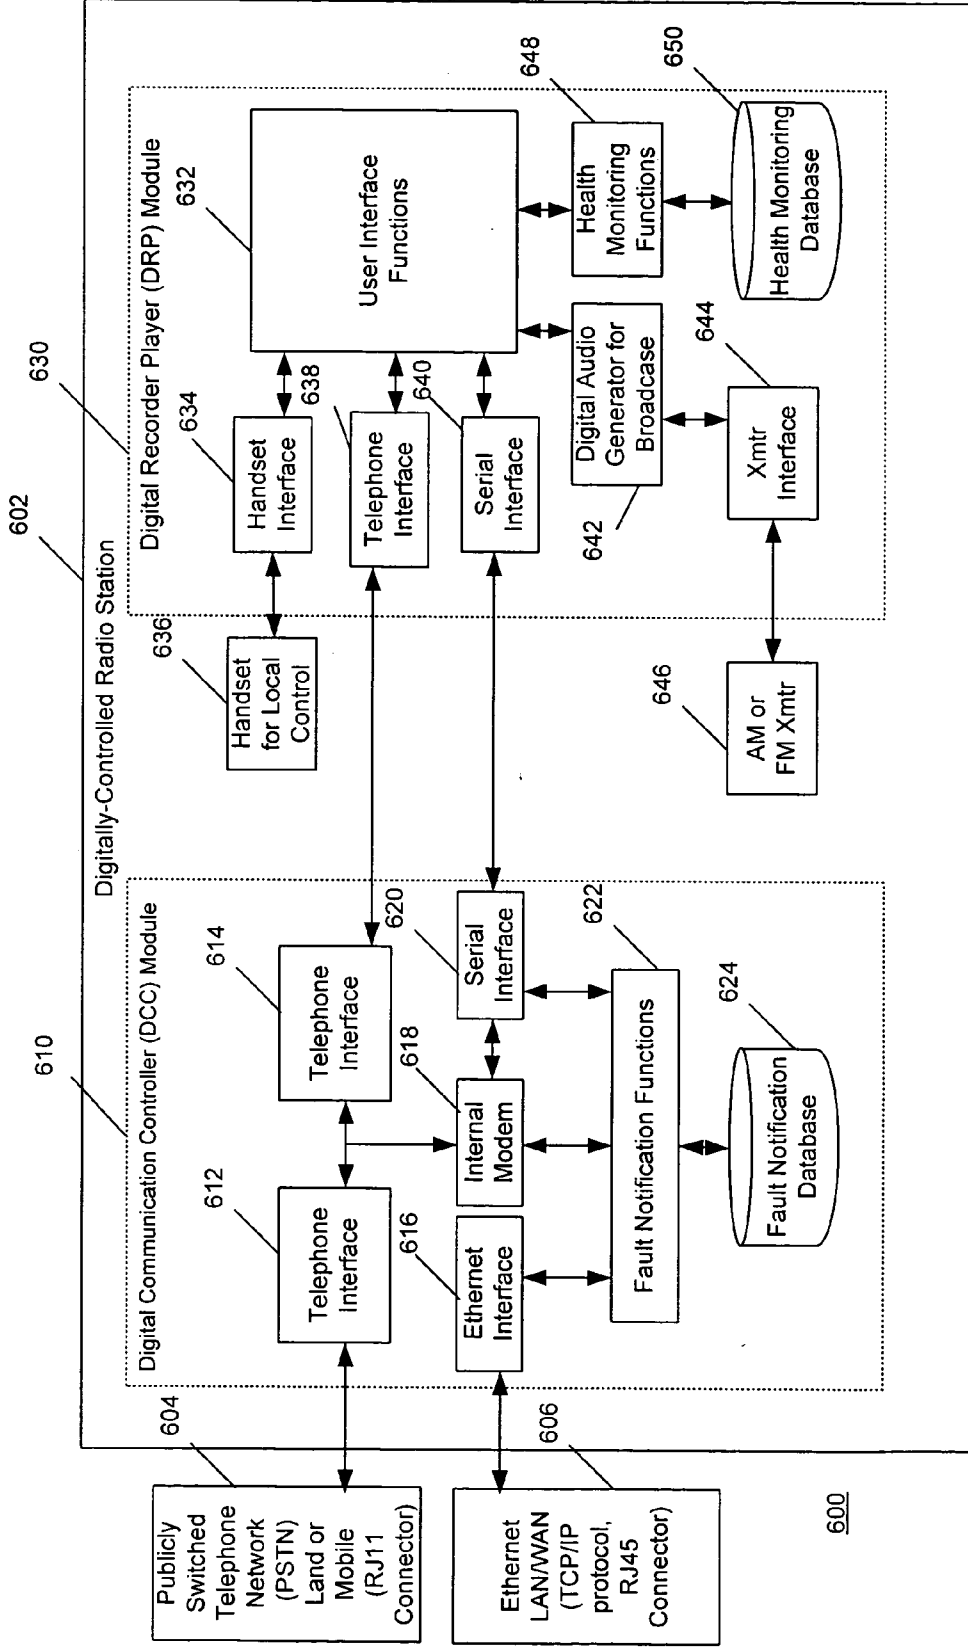 602
Digitally-Controlled Radio Station
610
Digital Communication Controller (DCC) Module
630
Digital Recorder Player (DRP) Module
604
Publicly
Switched
Telephone
Network
(PSTN)
Land or
Mobile
(RJ11
Connector)
606
Ethernet
LAN/WAN
(TCP/IP
protocol,
RJ45
Connector)
612
Telephone
Interface
614
Telephone
Interface
616
Ethernet
Interface
618
Internal
Modem
620
Serial
Interface
622
Fault Notification Functions
624
Fault Notification
Database
636
Handset
for Local
Control
634
Handset
Interface
638
Telephone
Interface
640
Serial
Interface
632
User Interface
Functions
642
Digital Audio
Generator for
Broadcase
648
Health
Monitoring
Functions
644
Xmtr
Interface
646
AM or
FM Xmtr
650
Health Monitoring
Database
600